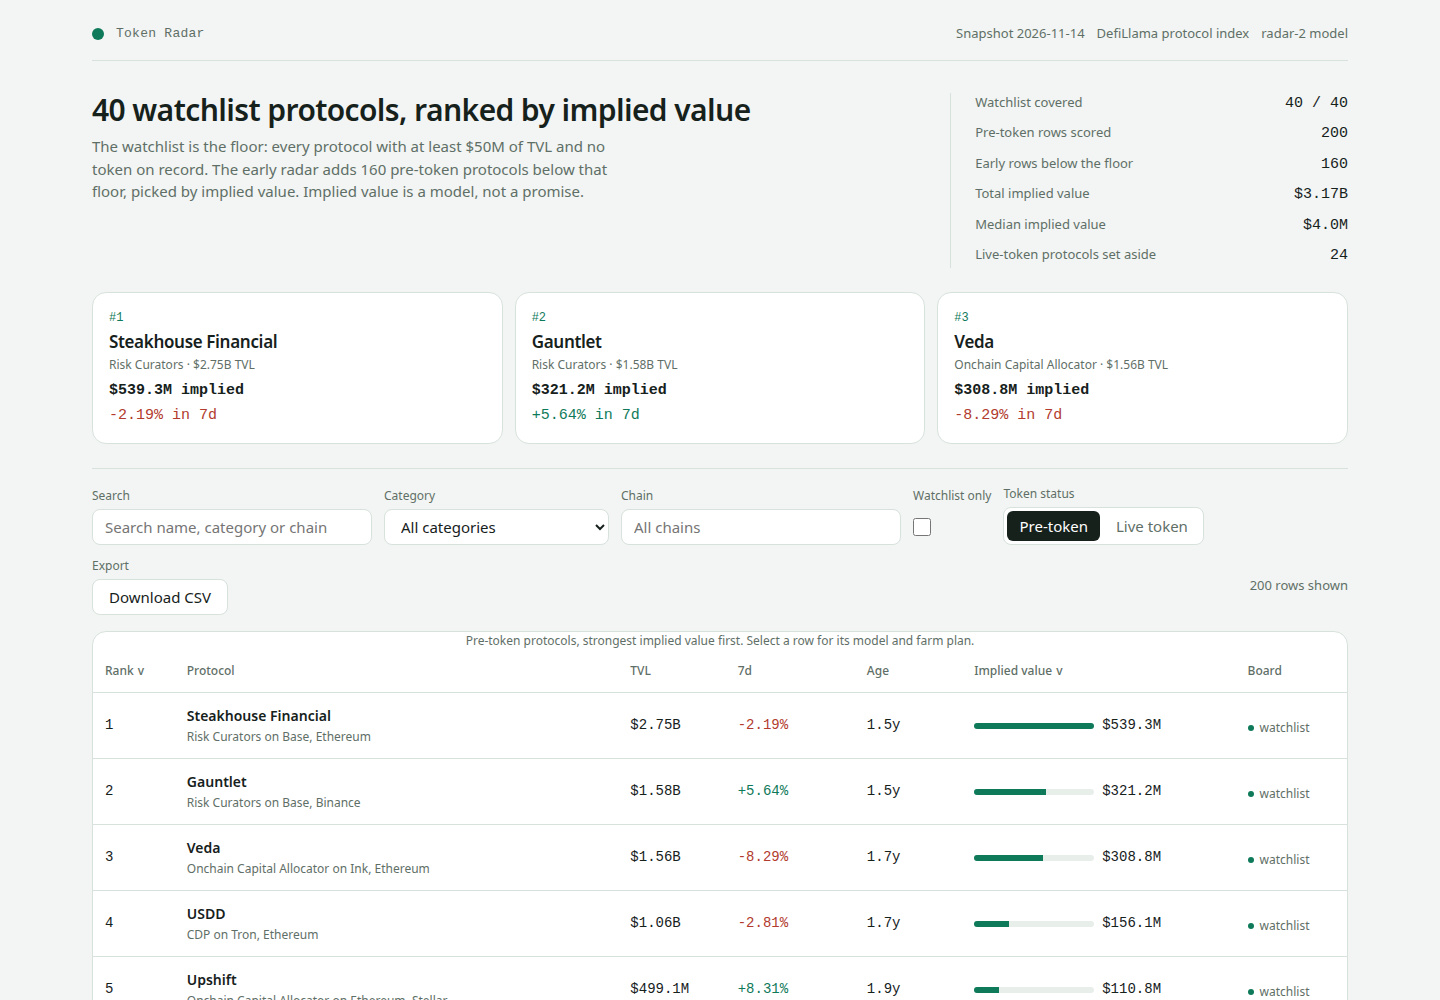 Token Radar
Snapshot 2026-11-14 DefiLlama protocol index radar-2 model
40 watchlist protocols, ranked by implied value
The watchlist is the floor: every protocol with at least $50M of TVL and no
token on record. The early radar adds 160 pre-token protocols below that
floor, picked by implied value. Implied value is a model, not a promise.
Watchlist covered 40 / 40
Pre-token rows scored 200
Early rows below the floor 160
Total implied value $3.17B
Median implied value $4.0M
Live-token protocols set aside 24
#1
Steakhouse Financial
Risk Curators · $2.75B TVL
$539.3M implied
-2.19% in 7d
#2
Gauntlet
Risk Curators · $1.58B TVL
$321.2M implied
+5.64% in 7d
#3
Veda
Onchain Capital Allocator · $1.56B TVL
$308.8M implied
-8.29% in 7d
Search Category Chain Watchlist only Token status
Search name, category or chain All categories All chains Pre-token Live token
Export
Download CSV
200 rows shown
Pre-token protocols, strongest implied value first. Select a row for its model and farm plan.
Rank v Protocol TVL 7d Age Implied value v Board
1 Steakhouse Financial $2.75B -2.19% 1.5y $539.3M watchlist
Risk Curators on Base, Ethereum
2 Gauntlet $1.58B +5.64% 1.5y $321.2M watchlist
Risk Curators on Base, Binance
3 Veda $1.56B -8.29% 1.7y $308.8M watchlist
Onchain Capital Allocator on Ink, Ethereum
4 USDD $1.06B -2.81% 1.7y $156.1M watchlist
CDP on Tron, Ethereum
5 Upshift $499.1M +8.31% 1.9y $110.8M watchlist
Onchain Capital Allocator on Ethereum, Stellar